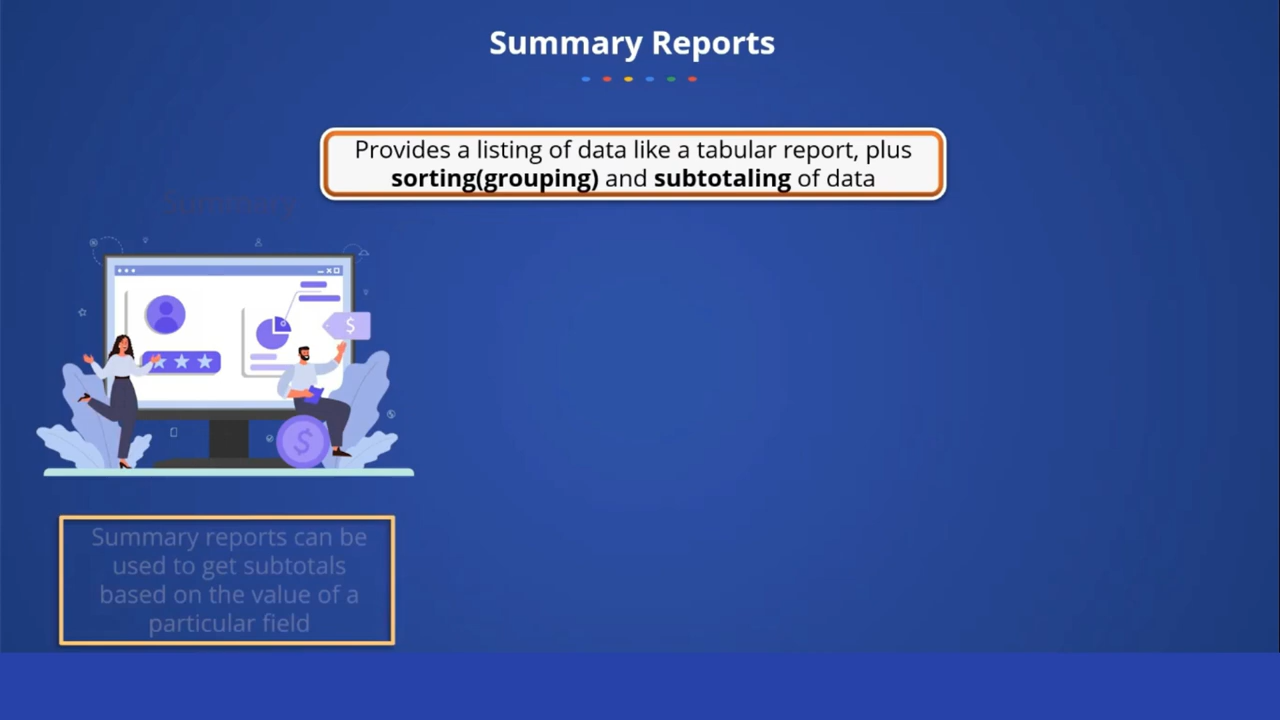 Summary Reports
Provides a listing of data like a tabular report, plus
sorting(grouping) and subtotaling of data
Summary
$
$
Summary reports can be
used to get subtotals
based on the value of a
particular field